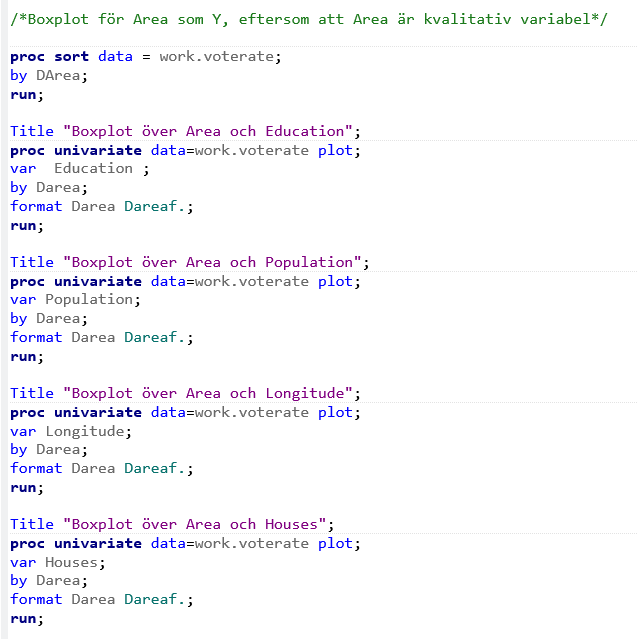 /*Boxplot för Area som Y, eftersom att Area är kvalitativ variabel*/
proc sort data = work.voterate;
by DArea;
run;
Title "Boxplot över Area och Education";
proc univariate data=work.voterate plot;
var  Education ;
by Darea;
format Darea Dareaf.;
run;
Title "Boxplot över Area och Population";
proc univariate data=work.voterate plot;
var Population;
by Darea;
format Darea Dareaf.;
run;
Title "Boxplot över Area och Longitude";
proc univariate data=work.voterate plot;
var Longitude;
by Darea;
format Darea Dareaf.;
run;
Title "Boxplot över Area och Houses";
proc univariate data=work.voterate plot;
var Houses;
by Darea;
format Darea Dareaf.;
run;